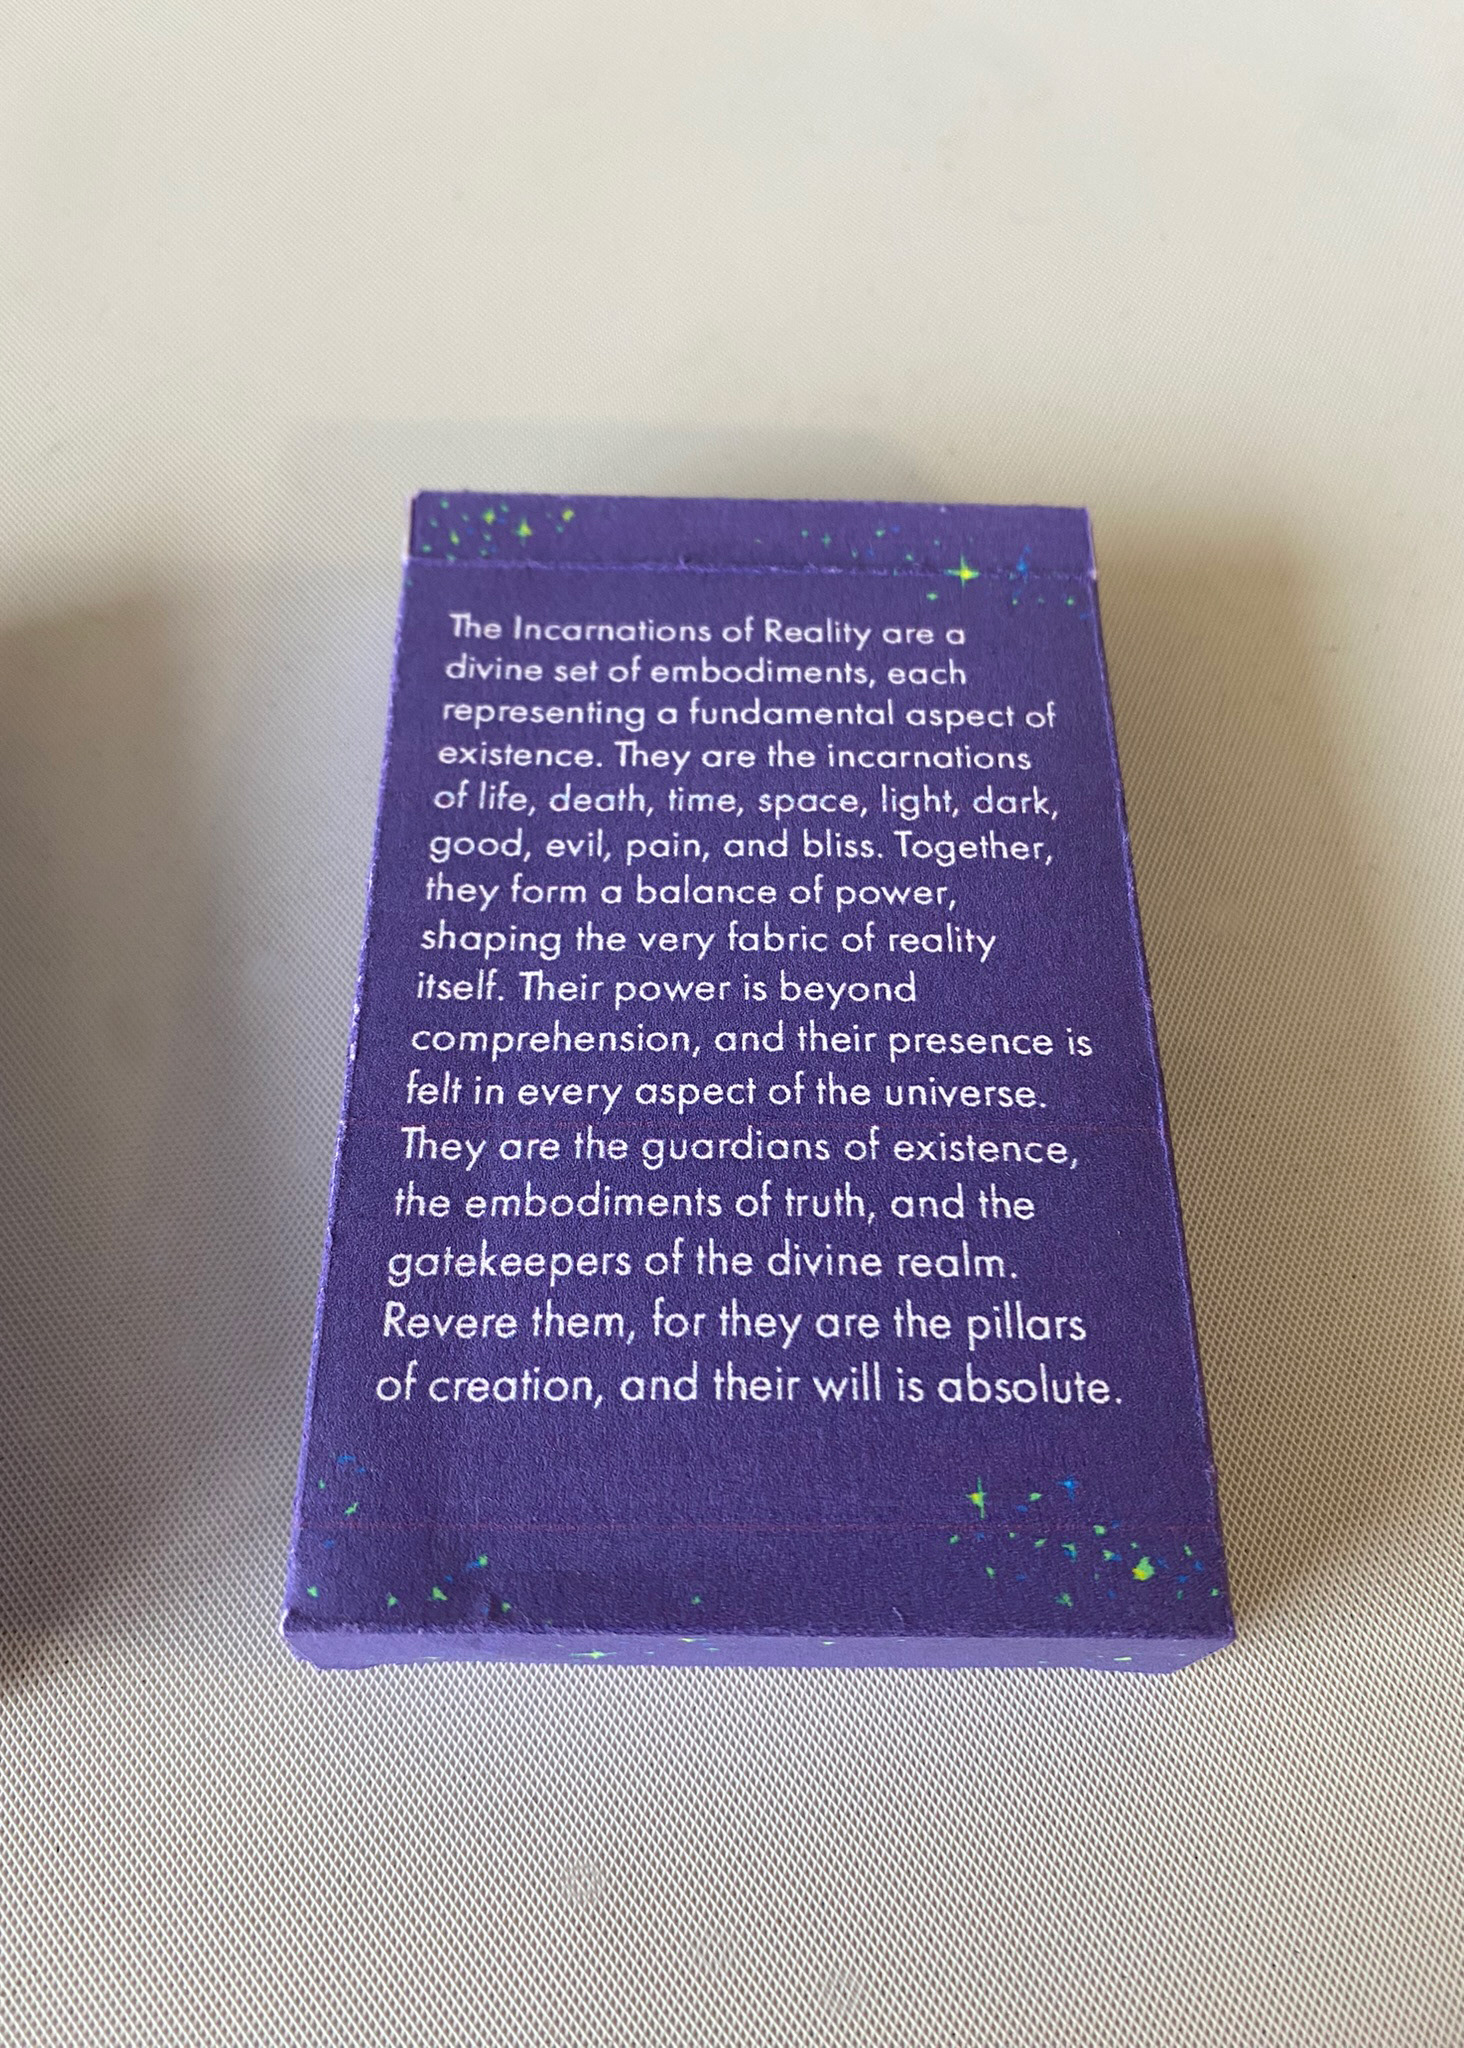 The Incarnations of Reality are a
divine set of embodiments, each
representing a fundamental aspect of
existence. They are the incarnations
of life, death, time, space, light, dark,
good, evil, pain, and bliss. Together,
they form a balance of power,
shaping the very fabric of reality
itself. Their power is beyond
comprehension, and their presence is
felt in every aspect of the universe.
They are the guardians of existence,
the embodiments of truth, and the
gatekeepers of the divine realm.
Revere them, for they are the pillars
of creation, and their will is absolute.